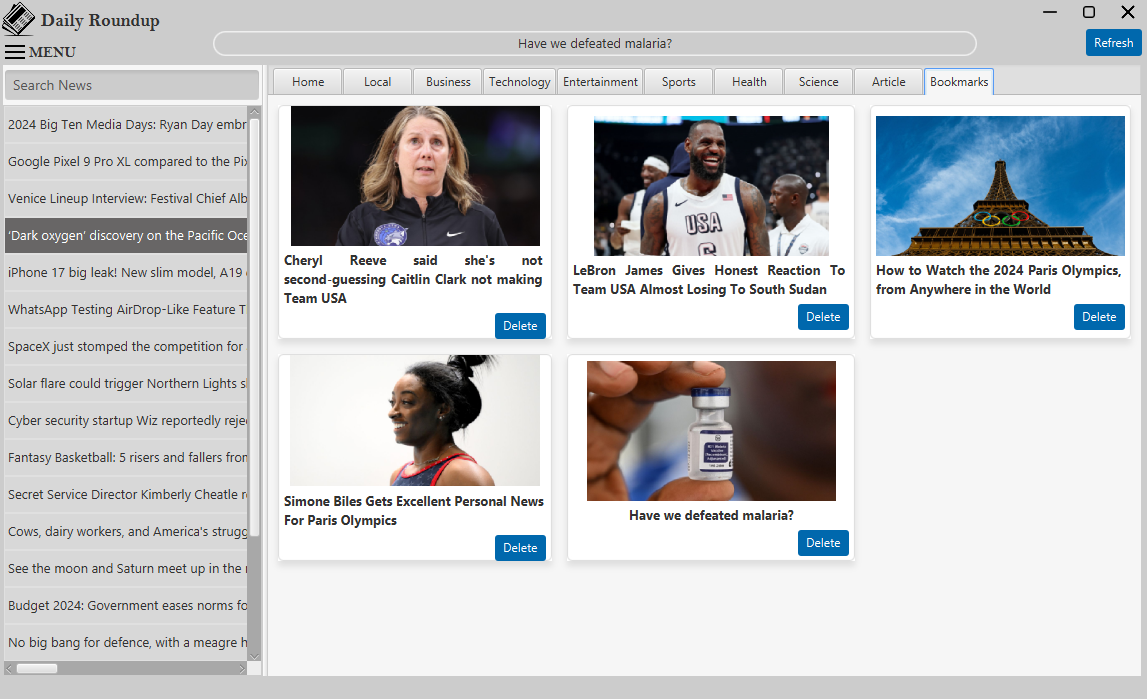 Daily Roundup
MENU
Have we defeated malaria?
Refresh
Search News
2024 Big Ten Media Days: Ryan Day embr
Google Pixel 9 Pro XL compared to the Pix
Venice Lineup Interview: Festival Chief Alb
'Dark oxygen' discovery on the Pacific Oce
iPhone 17 big leak! New slim model, A19
WhatsApp Testing AirDrop-Like Feature T
SpaceX just stomped the competition for
Solar flare could trigger Northern Lights s
Cyber security startup Wiz reportedly reje
Fantasy Basketball: 5 risers and fallers from
Secret Service Director Kimberly Cheatle r
Cows, dairy workers, and America's strugg
See the moon and Saturn meet up in the
Budget 2024: Government eases norms fo
No big bang for defence, with a meagre h
Home Local Business Technology Entertainment Sports Health Science Article Bookmarks
Cheryl Reeve said she's not
second-guessing Caitlin Clark not making
Team USA
Delete
USA
6
LeBron James Gives Honest Reaction To
Team USA Almost Losing To South Sudan
Delete
How to Watch the 2024 Paris Olympics,
from Anywhere in the World
Delete
Simone Biles Gets Excellent Personal News
For Paris Olympics
Delete
Have we defeated malaria?
Delete